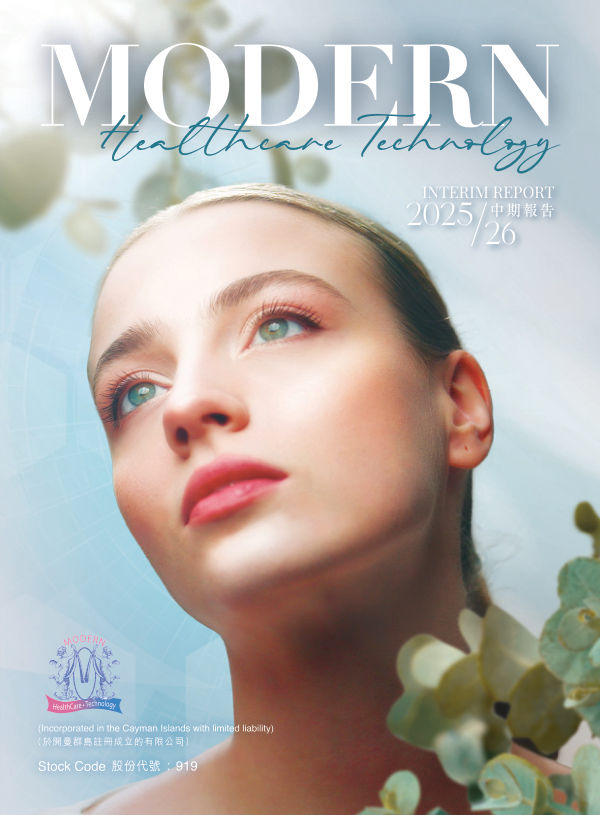 MODERN
Healthcare Technology
INTERIM REPORT
2025/26 中期報告
MODERN
M
HealthCare • Technology
(Incorporated in the Cayman Islands with limited liability)
(於開曼群島註冊成立的有限公司)
Stock Code 股份代號 : 919